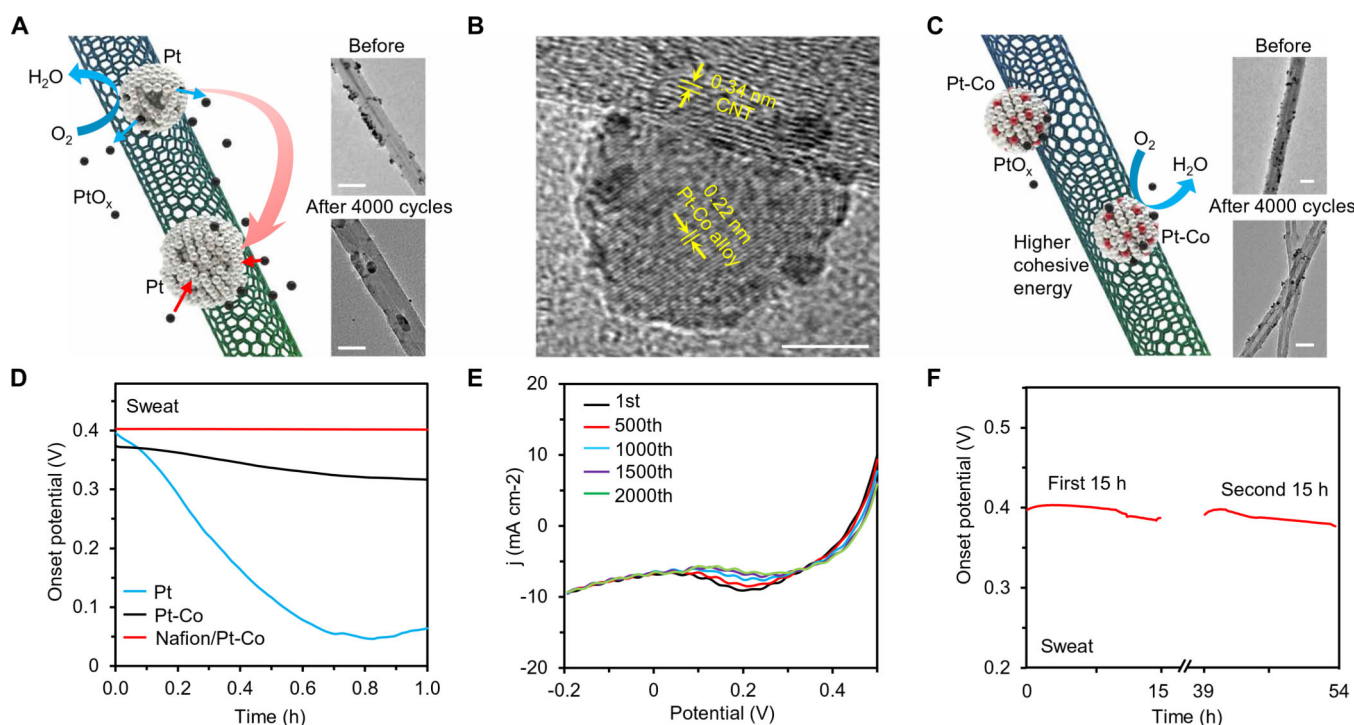 A
Pt
H2O
O2
PtOx
Pt
Before
After 4000 cycles
B
0.34 nm
CNT
0.22 nm
Pt-Co alloy
C
Pt-Co
PtOx
O2
H2O
Pt-Co
Higher
cohesive
energy
Before
After 4000 cycles
D
Sweat
Onset potential (V)
0.4
0.3
0.2
0.1
0
Pt
Pt-Co
Nafion/Pt-Co
0.0 0.2 0.4 0.6 0.8 1.0
Time (h)
E
j (mA cm-2)
20
10
0
-10
-20
1st
500th
1000th
1500th
2000th
-0.2 0 0.2 0.4
Potential (V)
F
Onset potential (V)
0.5
0.4
0.3
0.2
First 15 h
Second 15 h
Sweat
0 15 39 54
Time (h)